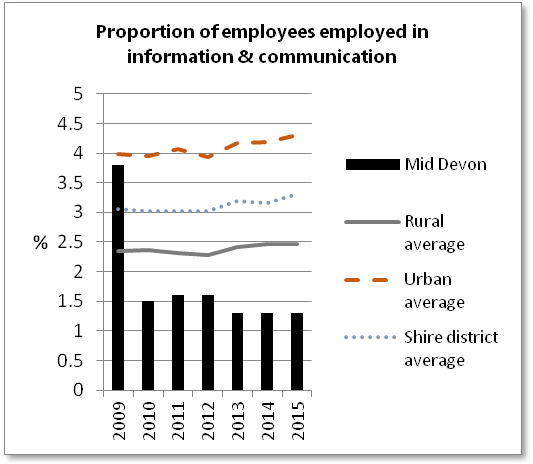 Proportion of employees employed in
information & communication
5
4.5
4
3.5
3
% 2.5
2
1.5
1
0.5
0
2009 2010 2011 2012 2013 2014 2015
Mid Devon
Rural
average
Urban
average
Shire district
average